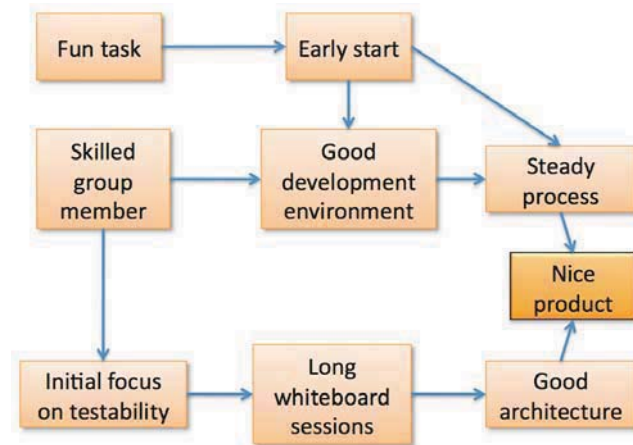 Fun task
Early start
Skilled
group
member
Good
development
environment
Steady
process
Nice
product
Initial focus
on testability
Long
whiteboard
sessions
Good
architecture